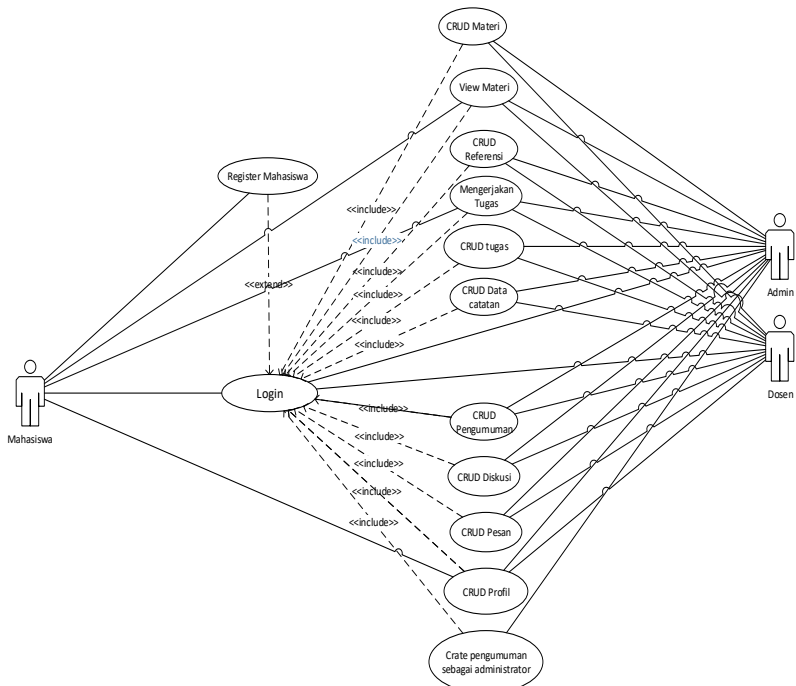 CRUD Materi
View Materi
CRUD
Referensi
Register Mahasiswa
Mengerjakan
Tugas
<<include>>
<<include>>
CRUD tugas
<<include>>
<<extend>>
<<include>>
CRUD Data
catatan
Admin
<<include>>
<<include>>
Login
Dosen
<<include>>
CRUD
Pengumuman
Mahasiswa
<<include>>
<<include>>
CRUD Diskusi
<<include>>
<<include>>
CRUD Pesan
CRUD Profil
Crate pengumuman
sebagai administrator